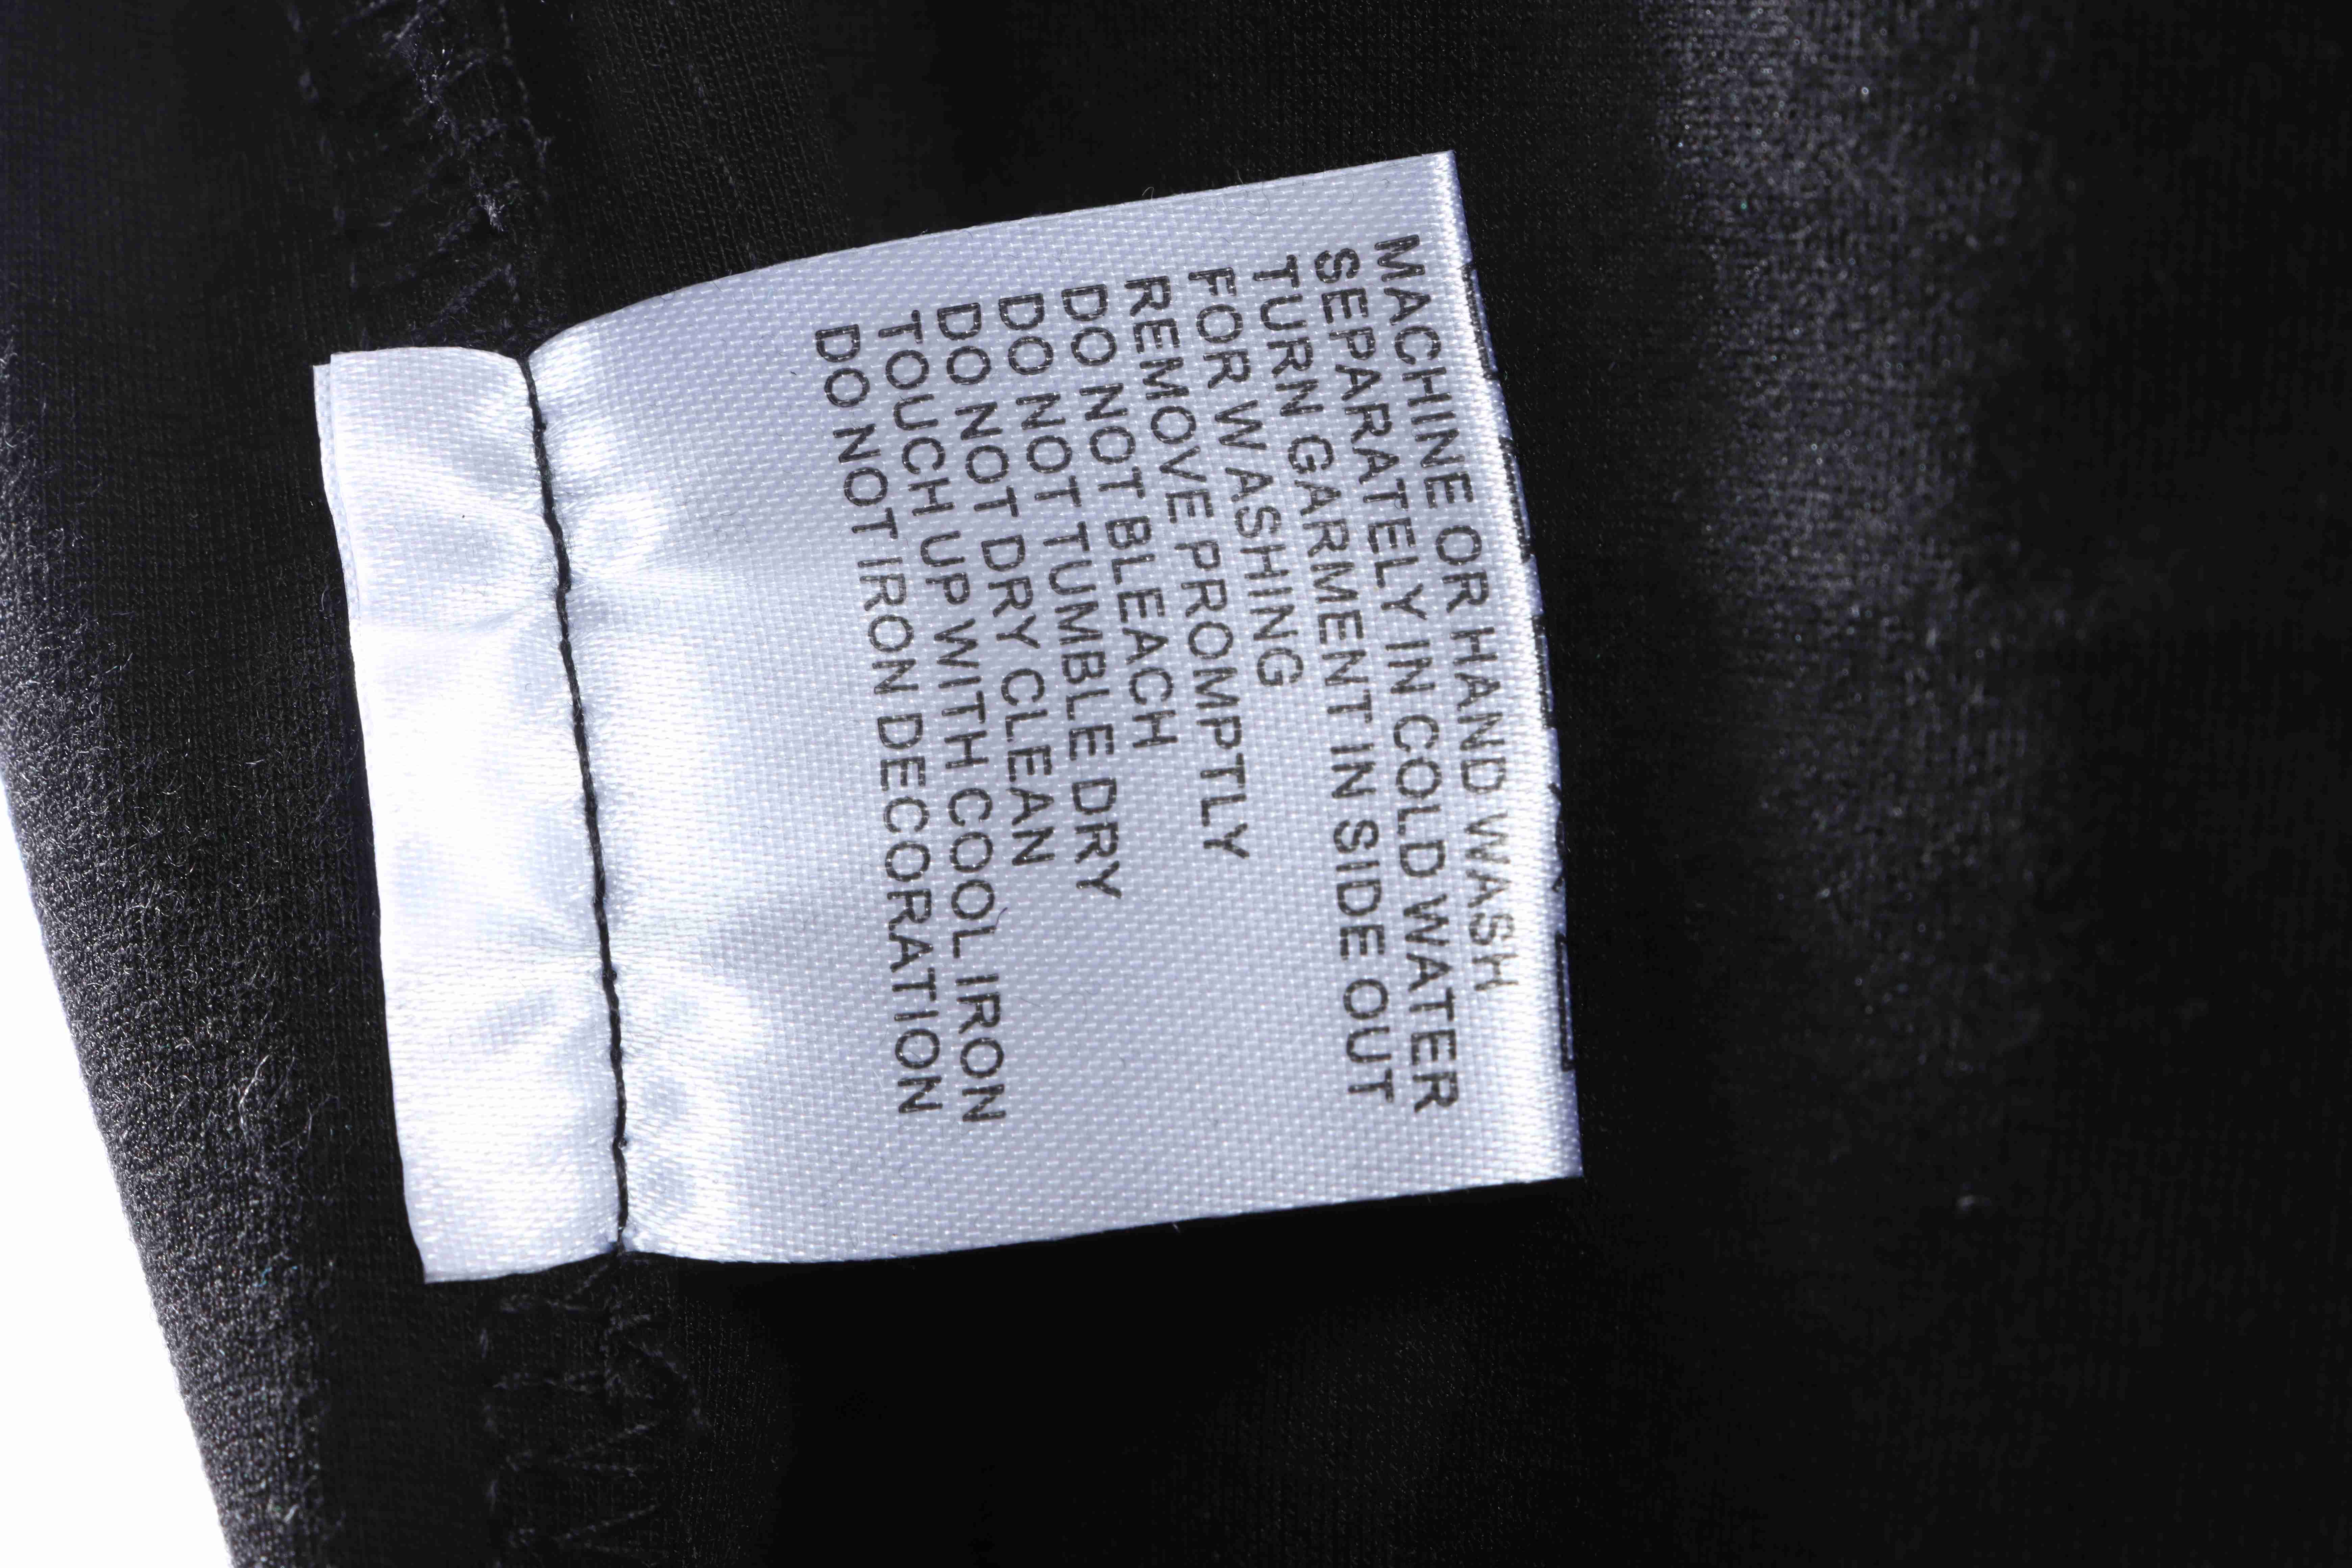 MACHINE OR HAND WASH
SEPARATELY IN COLD WATER
TURN GARMENT IN SIDE OUT
FOR WASHING
REMOVE PROMPTLY
DO NOT BLEACH
DO NOT TUMBLE DRY
DO NOT DRY CLEAN
TOUCH UP WITH COOL IRON
DO NOT IRON DECORATION